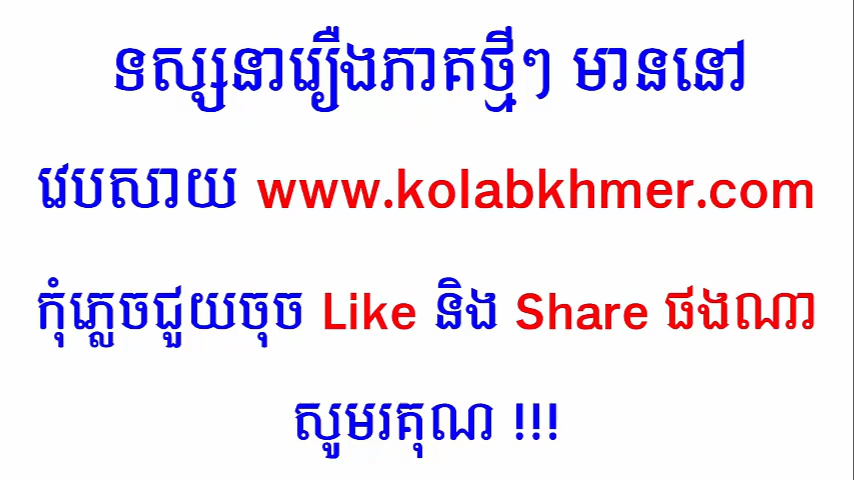 ទស្សនារឿងភាគថ្មីៗ មាននៅ
វេបសាយ www.kolabkhmer.com
កុំភ្លេចជួយចុច Like និង Share ផងណា
សូមរគុណ !!!